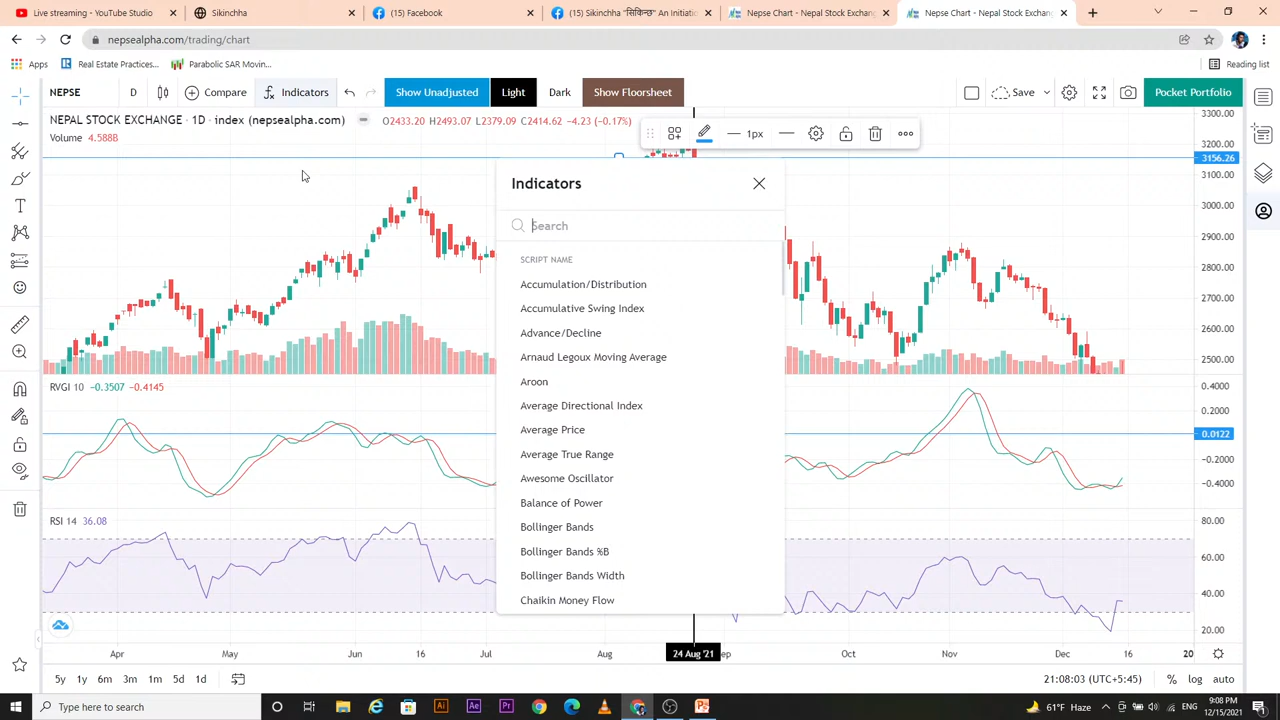 Live streaming - YouTube Studio
Sikincha
(15) Facebook
(15) Sikinchha "सिकिन्छ" An Initiati
Nepse Chart - Nepal Stock Exchang
Nepse Chart - Nepal Stock Exchang
nepsealpha.com/trading/chart
Apps
Real Estate Practices...
Parabolic SAR Movin...
Reading list
NEPSE
D
Compare
Indicators
Show Unadjusted
Light
Dark
Show Floorsheet
Save
Pocket Portfolio
NEPAL STOCK EXCHANGE · 1D · index (nepsealpha.com)
O2433.20 H2493.07 L2379.09 C2414.62 −4.23 (−0.17%)
Volume 4.588B
1px
Indicators
Search
SCRIPT NAME
Accumulation/Distribution
Accumulative Swing Index
Advance/Decline
Arnaud Legoux Moving Average
Aroon
Average Directional Index
Average Price
Average True Range
Awesome Oscillator
Balance of Power
Bollinger Bands
Bollinger Bands %B
Bollinger Bands Width
Chaikin Money Flow
3300.00
3200.00
3156.26
3100.00
3000.00
2900.00
2800.00
2700.00
2600.00
2500.00
RVGI 10 −0.3507 −0.4145
0.4000
0.2000
0.0122
−0.2000
−0.4000
RSI 14 36.08
80.00
60.00
40.00
20.00
Apr
May
Jun
16
Jul
Aug
24 Aug '21
ep
Oct
Nov
Dec
16
20
5y 1y 6m 3m 1m 5d 1d
21:08:03 (UTC+5:45)
% log auto
Type here to search
61°F Haze
ENG
9:08 PM
12/15/2021